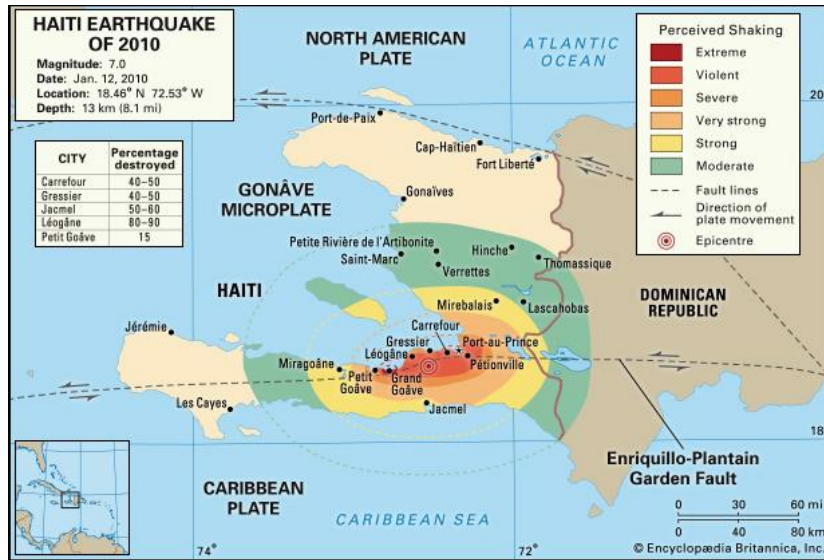 HAITI EARTHQUAKE
OF 2010
Magnitude: 7.0
Date: Jan. 12, 2010
Location: 18.46° N 72.53° W
Depth: 13 km (8.1 mi)
CITY Percentage
destroyed
Carrefour 40–50
Gressier 40–50
Jacmel 50–60
Léogâne 80–90
Petit Goâve 15
NORTH AMERICAN
PLATE
ATLANTIC
OCEAN
Perceived Shaking
Extreme
Violent
Severe
Very strong
Strong
Moderate
Fault lines
Direction of
plate movement
Epicentre
20
Port-de-Paix
Cap-Haïtien
Fort Liberté
GONÂVE
MICROPLATE
Gonaïves
Petite Rivière de l'Artibonite
Saint-Marc
Verrettes
Hinche
Thomassique
HAITI
Mirebalais
Lascahobas
DOMINICAN
REPUBLIC
Jérémie
Carrefour
Gressier
Port-au-Prince
Léogâne
Pétionville
Miragoâne
Petit
Goâve
Grand
Goâve
Les Cayes
Jacmel
18
Enriquillo-Plantain
Garden Fault
CARIBBEAN
PLATE
CARIBBEAN SEA
0 30 60 mi
0 40 80 km
74° 72°
© Encyclopædia Britannica, Inc